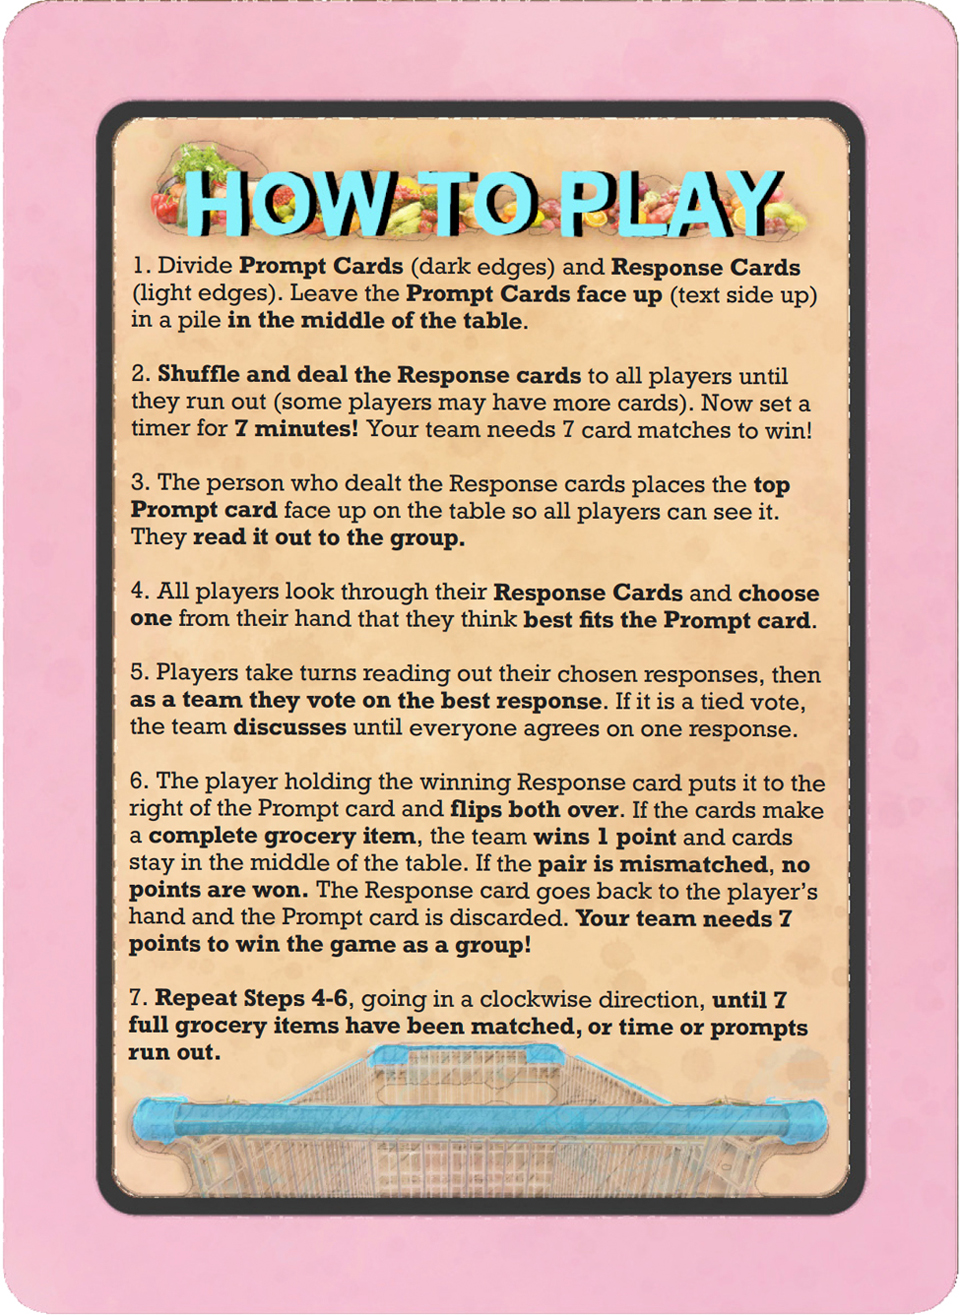 HOW TO PLAY
1. Divide Prompt Cards (dark edges) and Response Cards
(light edges). Leave the Prompt Cards face up (text side up)
in a pile in the middle of the table.
2. Shuffle and deal the Response cards to all players until
they run out (some players may have more cards). Now set a
timer for 7 minutes! Your team needs 7 card matches to win!
3. The person who dealt the Response cards places the top
Prompt card face up on the table so all players can see it.
They read it out to the group.
4. All players look through their Response Cards and choose
one from their hand that they think best fits the Prompt card.
5. Players take turns reading out their chosen responses, then
as a team they vote on the best response. If it is a tied vote,
the team discusses until everyone agrees on one response.
6. The player holding the winning Response card puts it to the
right of the Prompt card and flips both over. If the cards make
a complete grocery item, the team wins 1 point and cards
stay in the middle of the table. If the pair is mismatched, no
points are won. The Response card goes back to the player's
hand and the Prompt card is discarded. Your team needs 7
points to win the game as a group!
7. Repeat Steps 4-6, going in a clockwise direction, until 7
full grocery items have been matched, or time or prompts
run out.